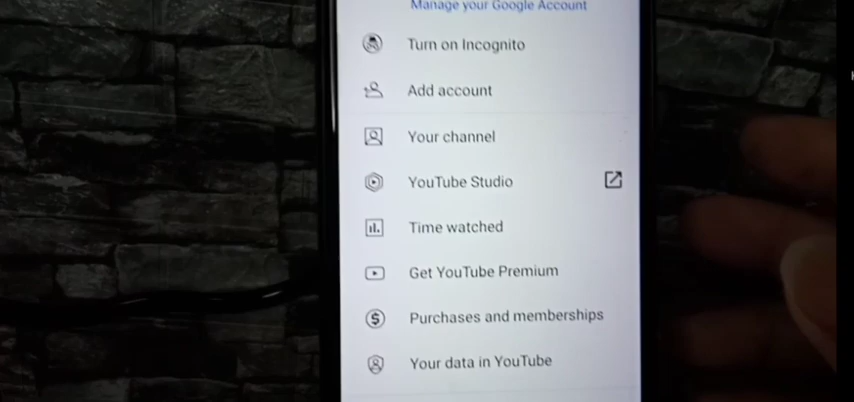 Manage your Google Account
Turn on Incognito
Add account
Your channel
YouTube Studio
Time watched
Get YouTube Premium
Purchases and memberships
Your data in YouTube